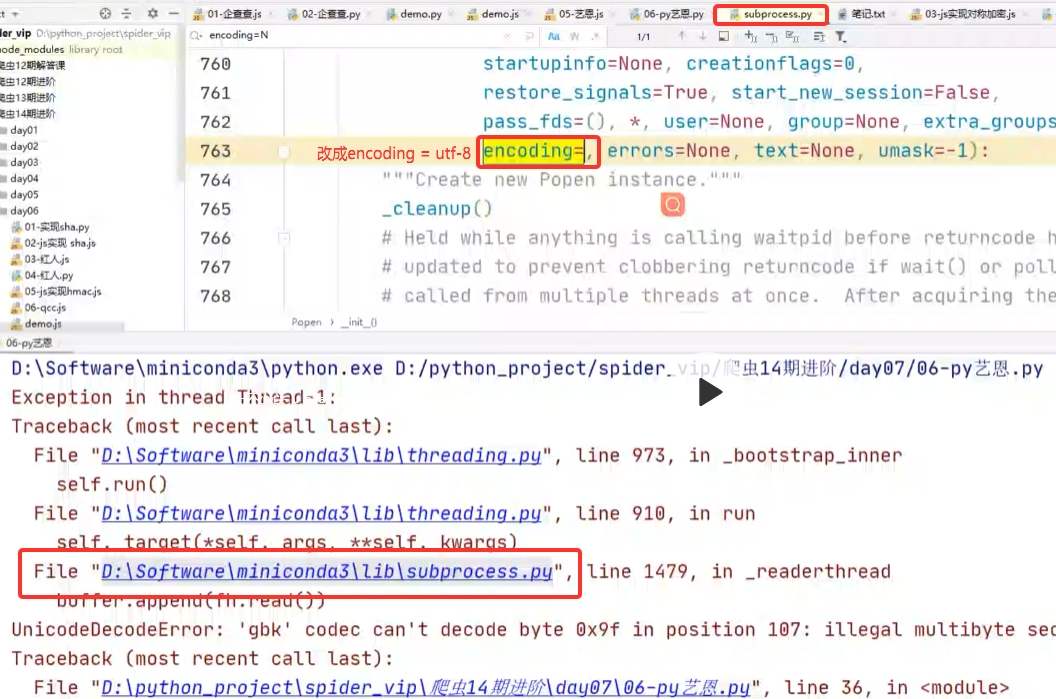 01-企查查.js
02-企查查.py
demo.py
demo.js
05-艺恩.js
06-py艺恩.py
subprocess.py
笔记.txt
03-js实现对称加密.js
der_vip D:\python_project\spider_vip
node_modules library root
爬虫12期解答课
爬虫12期进阶
爬虫13期进阶
爬虫14期进阶
day01
day02
day03
day04
day05
day06
01-实现sha.py
02-js实现 sha.js
03-红人.js
04-红人.py
05-js实现hmac.js
06-qcc.js
demo.js
encoding=N
Aa W .* 1/1
760 startupinfo=None, creationflags=0,
761 restore_signals=True, start_new_session=False,
762 pass_fds=(), *, user=None, group=None, extra_groups
763 改成encoding = utf-8 encoding=, errors=None, text=None, umask=-1):
764 """Create new Popen instance."""
765 _cleanup()
766 # Held while anything is calling waitpid before returncode h
767 # updated to prevent clobbering returncode if wait() or poll
768 # called from multiple threads at once. After acquiring the
Popen › __init__()
06-py艺恩
D:\Software\miniconda3\python.exe D:/python_project/spider_vip/爬虫14期进阶/day07/06-py艺恩.py
Exception in thread Thread-1:
Traceback (most recent call last):
File "D:\Software\miniconda3\lib\threading.py", line 973, in _bootstrap_inner
self.run()
File "D:\Software\miniconda3\lib\threading.py", line 910, in run
self._target(*self._args, **self._kwargs)
File "D:\Software\miniconda3\lib\subprocess.py", line 1479, in _readerthread
buffer.append(fh.read())
UnicodeDecodeError: 'gbk' codec can't decode byte 0x9f in position 107: illegal multibyte sec
Traceback (most recent call last):
File "D:\python_project\spider_vip\爬虫14期进阶\day07\06-py艺恩.py", line 36, in <module>